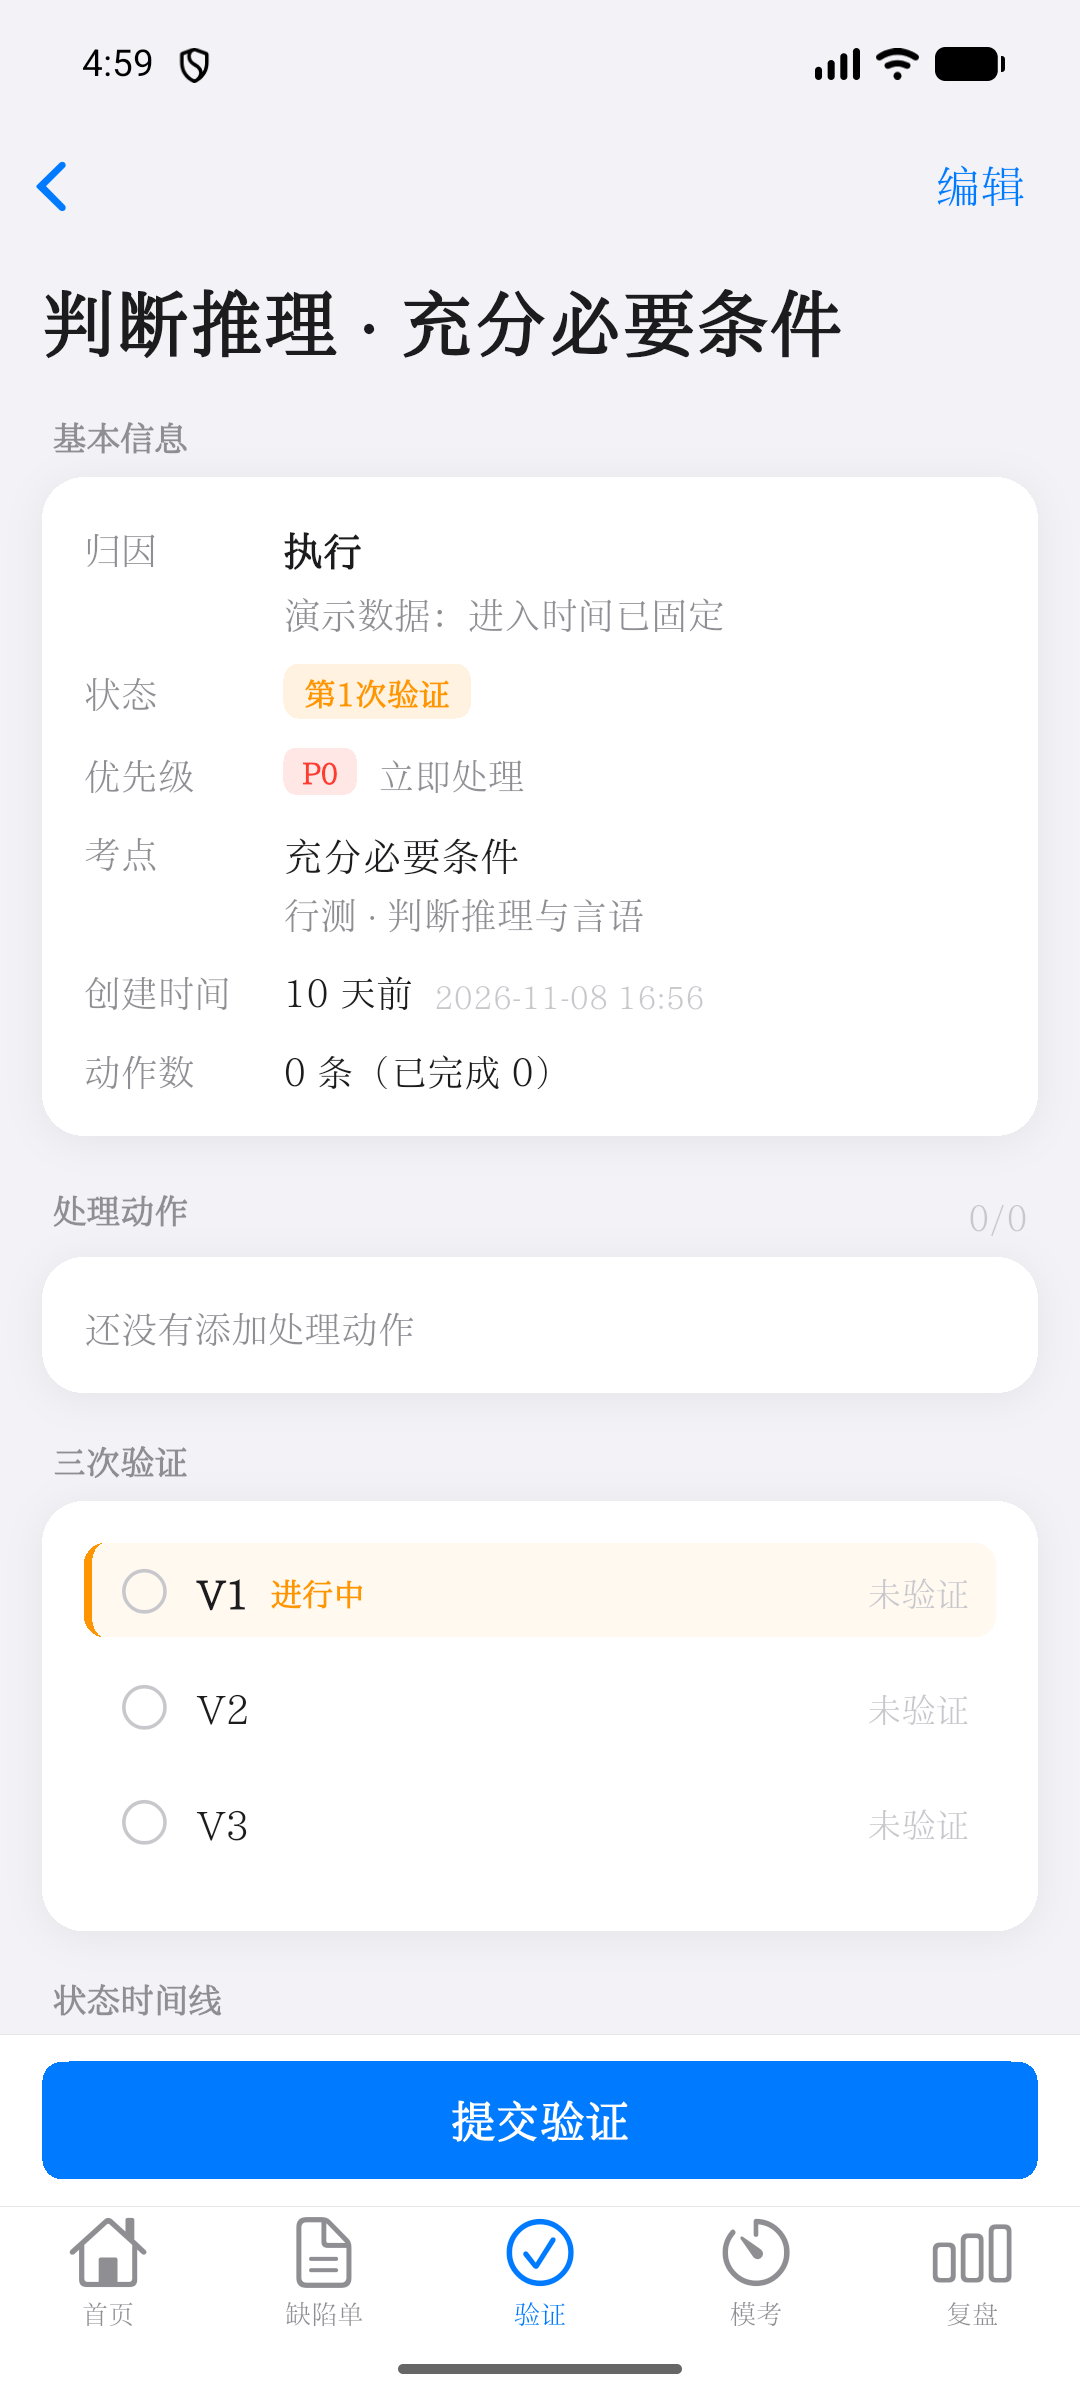 4:59
编辑
判断推理 · 充分必要条件
基本信息
归因 执行
演示数据：进入时间已固定
状态 第1次验证
优先级 P0 立即处理
考点 充分必要条件
行测 · 判断推理与言语
创建时间 10 天前 2026-11-08 16:56
动作数 0 条（已完成 0）
处理动作 0/0
还没有添加处理动作
三次验证
V1 进行中 未验证
V2 未验证
V3 未验证
状态时间线
提交验证
首页 缺陷单 验证 模考 复盘